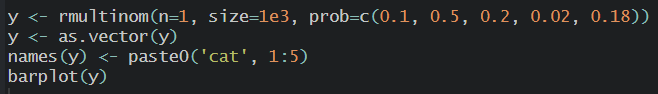 y <- rmultinom(n=1, size=1e3, prob=c(0.1, 0.5, 0.2, 0.02, 0.18))
y <- as.vector(y)
names(y) <- paste0('cat', 1:5)
barplot(y)